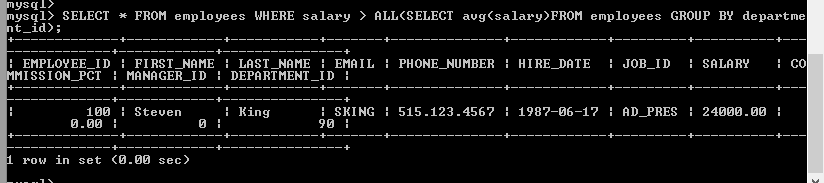 mysql>
mysql> SELECT * FROM employees WHERE salary > ALL(SELECT avg(salary)FROM employees GROUP BY departme
nt_id);
+-------------+------------+-----------+-------+--------------+------------+---------+----------+---
--------------+------------+---------------+
| EMPLOYEE_ID | FIRST_NAME | LAST_NAME | EMAIL | PHONE_NUMBER | HIRE_DATE | JOB_ID | SALARY | CO
MMISSION_PCT | MANAGER_ID | DEPARTMENT_ID |
+-------------+------------+-----------+-------+--------------+------------+---------+----------+---
--------------+------------+---------------+
| 100 | Steven | King | SKING | 515.123.4567 | 1987-06-17 | AD_PRES | 24000.00 |
0.00 | 0 | 90 |
+-------------+------------+-----------+-------+--------------+------------+---------+----------+---
--------------+------------+---------------+
1 row in set (0.00 sec)
mysql>